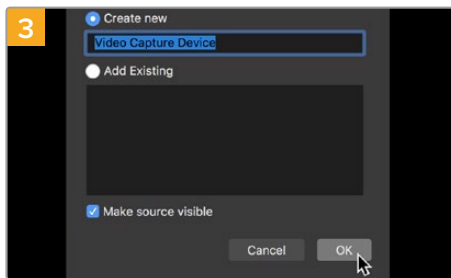 3
Create new
Video Capture Device
Add Existing
Make source visible
Cancel OK